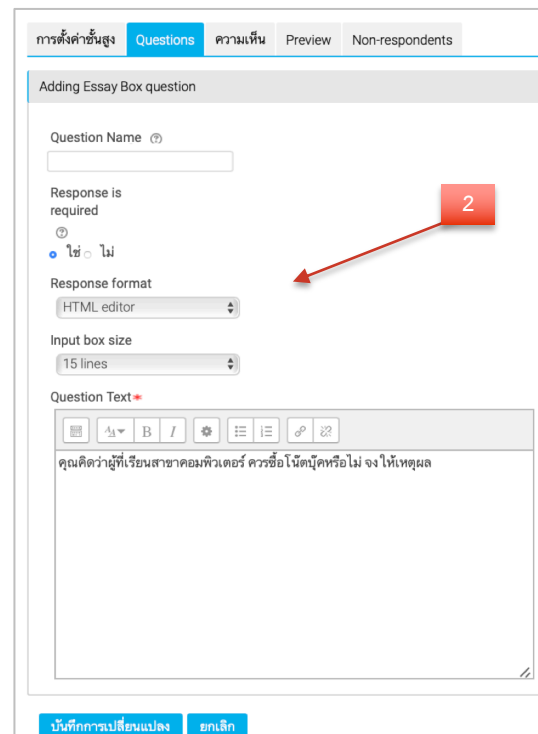 การตั้งค่าชั้นสูง Questions ความเห็น Preview Non-respondents
Adding Essay Box question
Question Name ?
2
Response is
required
?
ใช่ ไม่
Response format
HTML editor
Input box size
15 lines
Question Text*
B I
คุณคิดว่าผู้ที่เรียนสาขาคอมพิวเตอร์ ควรซื้อโน๊ตบุ๊คหรือไม่ จงให้เหตุผล
บันทึกการเปลี่ยนแปลง ยกเลิก